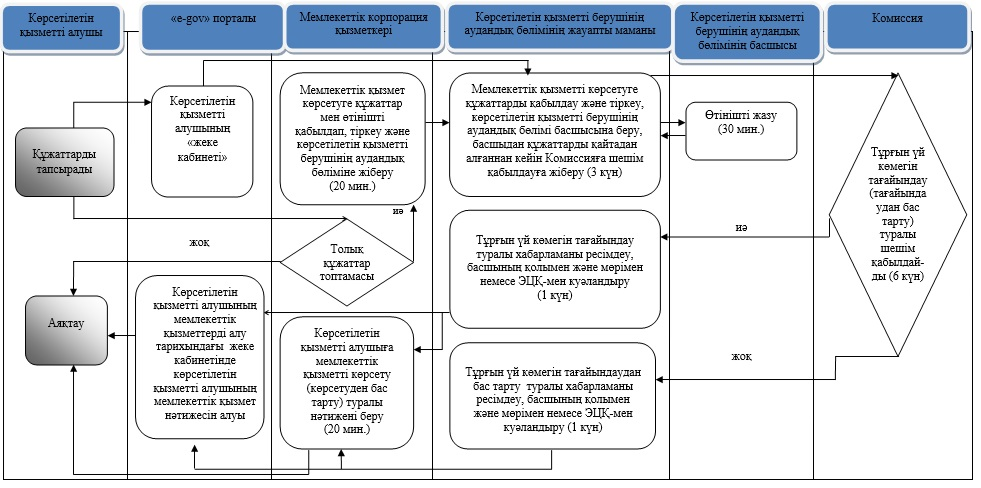 Көрсетілетін
қызметті алушы
«e-gov» порталы
Мемлекеттік корпорация
қызметкері
Көрсетілетін қызметті берушінің
аудандық бөлімінің жауапты маманы
Көрсетілетін қызметті
берушінің аудандық
бөлімінің басшысы
Комиссия
Құжаттарды
тапсырады
Көрсетілетін
қызметті
алушының
«жеке
кабинеті»
Мемлекеттік қызмет
көрсетуге құжаттар
мен өтінішті
қабылдап, тіркеу және
көрсетілетін қызметті
берушінің аудандық
бөліміне жіберу
(20 мин.)
Мемлекеттік қызметті көрсетуге
құжаттарды қабылдау және тіркеу,
көрсетілетін қызметті берушінің
аудандық бөлімі басшысына беру,
басшыдан құжаттарды қайтадан
алғаннан кейін Комиссияға шешім
қабылдауға жіберу (3 күн)
Өтінішті жазу
(30 мин.)
Тұрғын үй
көмегін
тағайындау
(тағайында
удан бас
тарту)
туралы
шешім
қабылдай-
ды (6 күн)
иә
жоқ
Толық
құжаттар
топтамасы
Тұрғын үй көмегін тағайындау
туралы хабарламаны ресімдеу,
басшының қолымен және мөрімен
немесе ЭЦҚ-мен куәландыру
(1 күн)
иә
Аяқтау
Көрсетілетін
қызметті алушының
мемлекеттік
қызметтерді алу
тарихындағы жеке
кабинетінде
көрсетілетін
қызметті алушының
мемлекеттік қызмет
нәтижесін алуы
Көрсетілетін
қызметті алушыға
мемлекеттік
қызметті көрсету
(көрсетуден бас
тарту) туралы
нәтижені беру
(20 мин.)
Тұрғын үй көмегін тағайындаудан
бас тарту туралы хабарламаны
ресімдеу, басшының қолымен
және мөрімен немесе ЭЦҚ-мен
куәландыру (1 күн)
жоқ